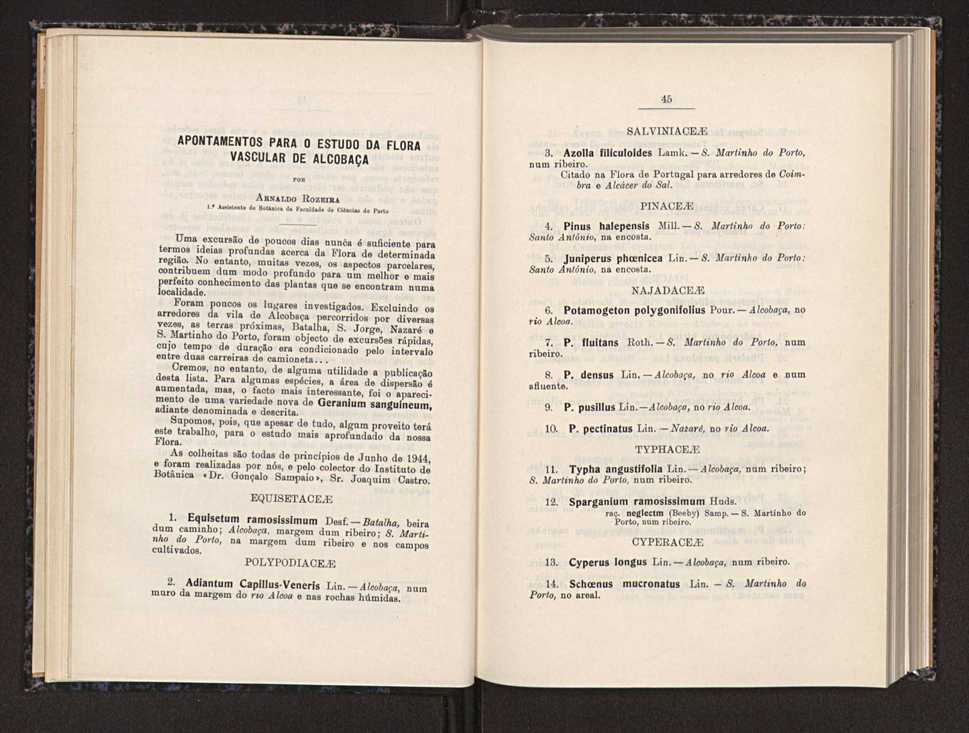 APONTAMENTOS PARA O ESTUDO DA FLORA
VASCULAR DE ALCOBAÇA
POR
ARNALDO ROZEIRA
1.º Assistente de Botânica da Faculdade de Ciências do Porto
Uma excursão de poucos dias nunca é suficiente para
termos ideias profundas acerca da Flora de determinada
região. No entanto, muitas vezes, os aspectos parcelares,
contribuem dum modo profundo para um melhor e mais
perfeito conhecimento das plantas que se encontram numa
localidade.
Foram poucos os lugares investigados. Excluindo os
arredores da vila de Alcobaça percorridos por diversas
vezes, as terras próximas, Batalha, S. Jorge, Nazaré e
S. Martinho do Porto, foram objecto de excursões rápidas,
cujo tempo de duração era condicionado pelo intervalo
entre duas carreiras de camioneta...
Cremos, no entanto, de alguma utilidade a publicação
desta lista. Para algumas espécies, a área de dispersão é
aumentada, mas, o facto mais interessante, foi o apareci-
mento de uma variedade nova de Geranium sanguíneum,
adiante denominada e descrita.
Supomos, pois, que apesar de tudo, algum proveito terá
este trabalho, para o estudo mais aprofundado da nossa
Flora.
As colheitas são todas de princípios de Junho de 1944,
e foram realizadas por nós, e pelo colector do Instituto de
Botânica «Dr. Gonçalo Sampaio», Sr. Joaquim Castro.
EQUISETACEÆ
1. Equisetum ramosissimum Desf. — Batalha, beira
dum caminho; Alcobaça, margem dum ribeiro; S. Marti-
nho do Porto, na margem dum ribeiro e nos campos
cultivados.
POLYPODIACEÆ
2. Adiantum Capillus-Veneris Lin. — Alcobaça, num
muro da margem do rio Alcoa e nas rochas húmidas.
45
SALVINIACEÆ
3. Azolla filiculoides Lamk. — S. Martinho do Porto,
num ribeiro.
Citado na Flora de Portugal para arredores de Coim-
bra e Alcácer do Sal.
PINACEÆ
4. Pinus halepensis Mill. — S. Martinho do Porto:
Santo António, na encosta.
5. Juniperus phœnicea Lin. — S. Martinho do Porto:
Santo António, na encosta.
NAJADACEÆ
6. Potamogeton polygonifolius Pour. — Alcobaça, no
rio Alcoa.
7. P. fluitans Roth. — S. Martinho do Porto, num
ribeiro.
8. P. densus Lin. — Alcobaça, no rio Alcoa e num
afluente.
9. P. pusillus Lin. — Alcobaça, no rio Alcoa.
10. P. pectinatus Lin. — Nazaré, no rio Alcoa.
TYPHACEÆ
11. Typha angustifolia Lin. — Alcobaça, num ribeiro;
S. Martinho do Porto, num ribeiro.
12. Sparganium ramosissimum Huds.
raç. neglectm (Beeby) Samp. — S. Martinho do
Porto, num ribeiro.
CYPERACEÆ
13. Cyperus longus Lin. — Alcobaça, num ribeiro.
14. Schœnus mucronatus Lin. — S. Martinho do
Porto, no areal.